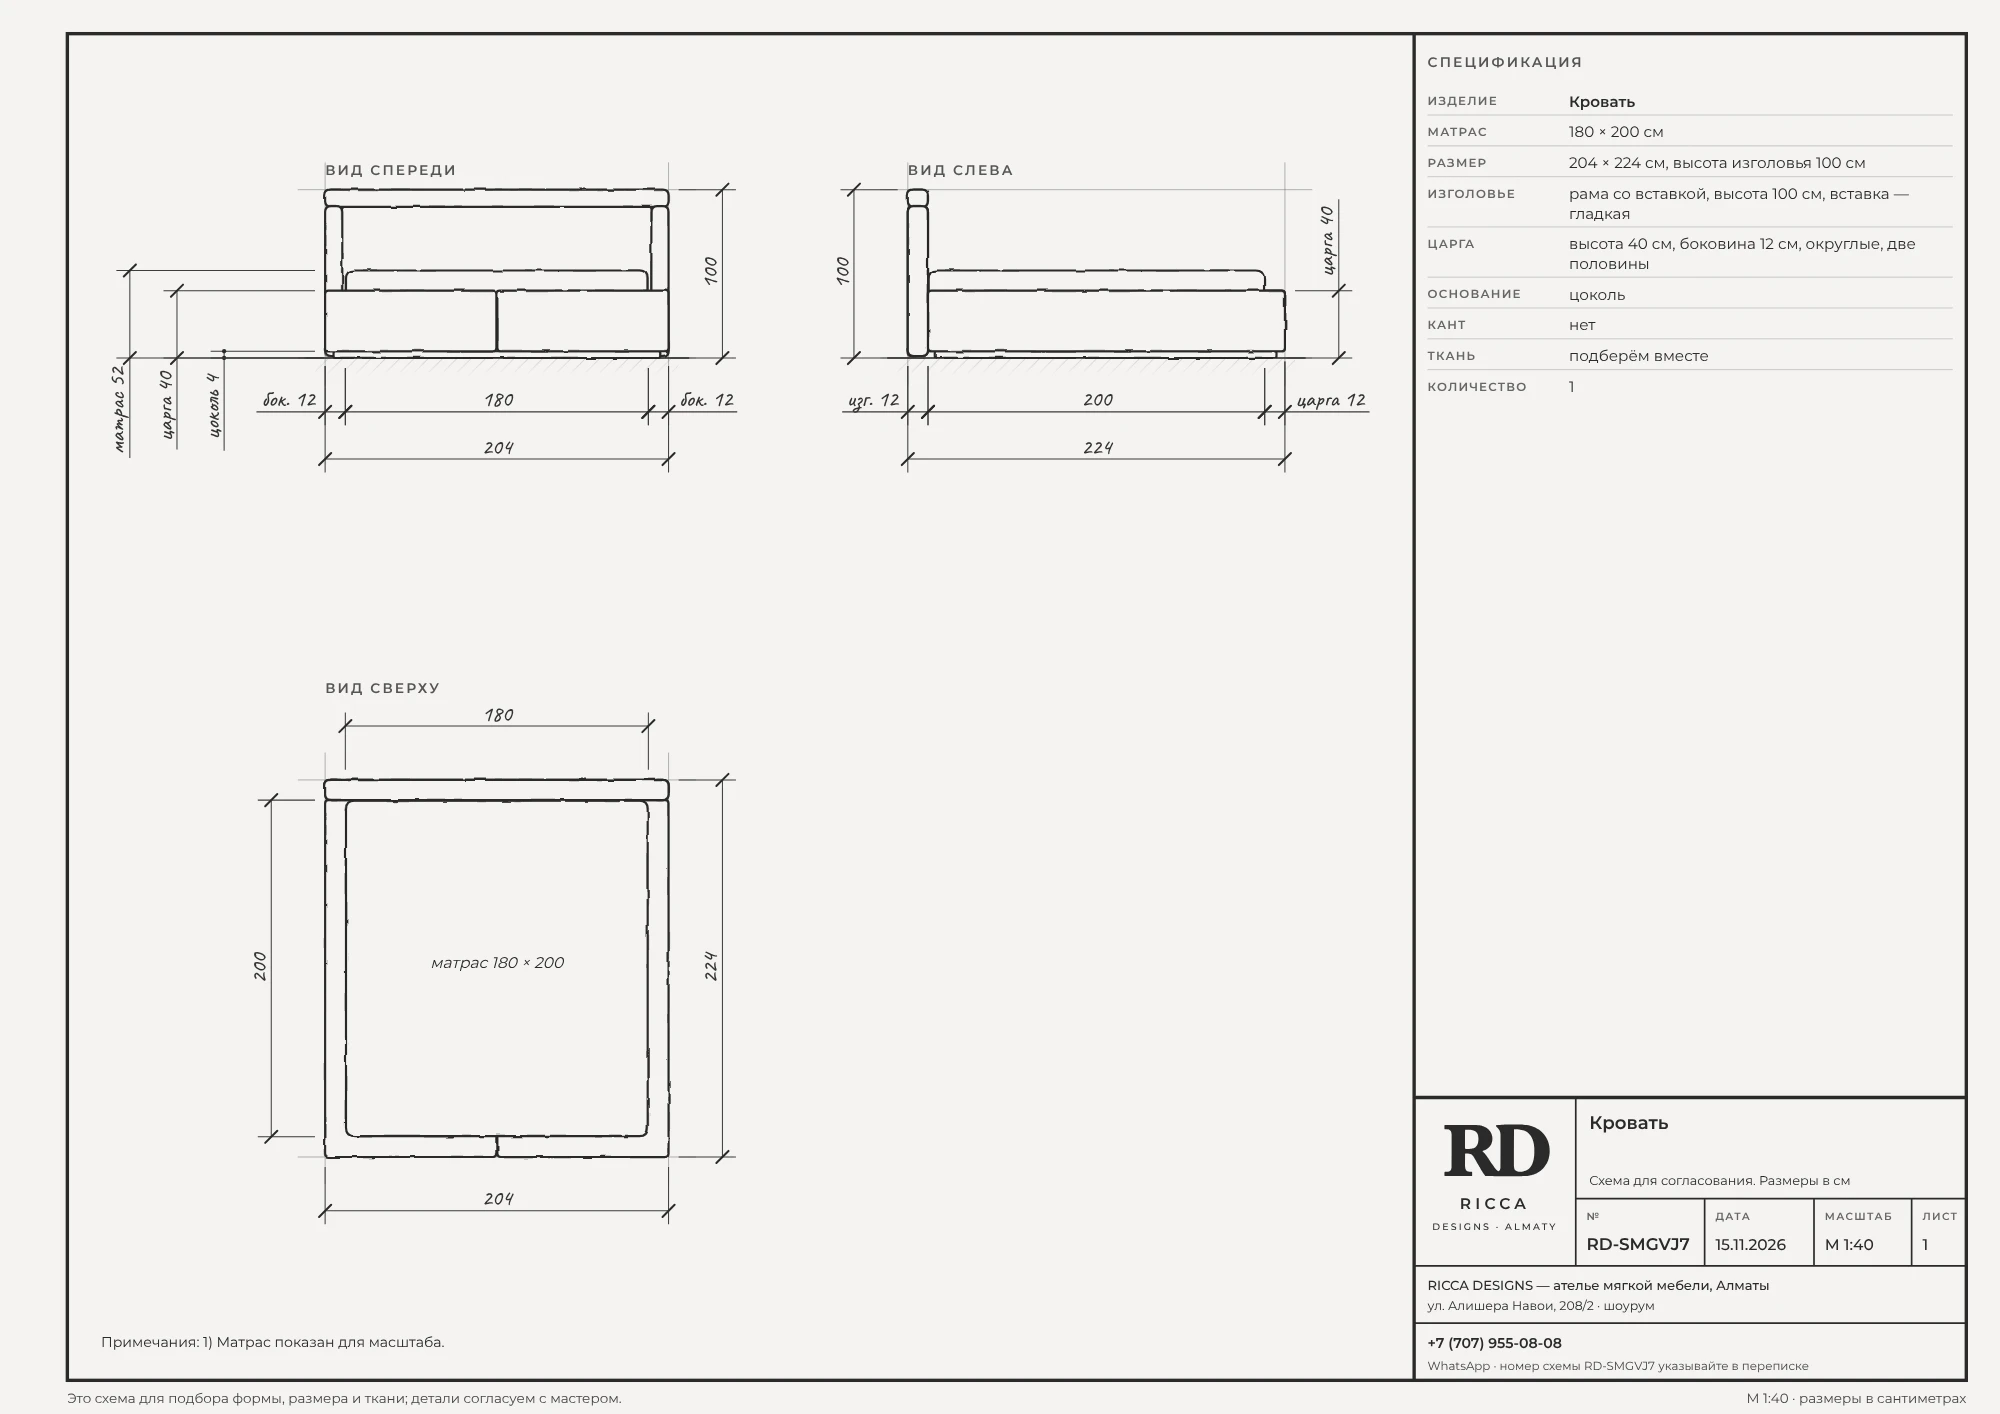 ВИД СПЕРЕДИ
100
матрас 52
царга 40
цоколь 4
бок. 12
180
бок. 12
204
ВИД СЛЕВА
100
царга 40
изг. 12
200
царга 12
224
ВИД СВЕРХУ
180
200
матрас 180 × 200
224
204
Примечания: 1) Матрас показан для масштаба.
СПЕЦИФИКАЦИЯ
ИЗДЕЛИЕ Кровать
МАТРАС 180 × 200 см
РАЗМЕР 204 × 224 см, высота изголовья 100 см
ИЗГОЛОВЬЕ рама со вставкой, высота 100 см, вставка —
гладкая
ЦАРГА высота 40 см, боковина 12 см, округлые, две
половины
ОСНОВАНИЕ цоколь
КАНТ нет
ТКАНЬ подберём вместе
КОЛИЧЕСТВО 1
RD
RICCA
DESIGNS · ALMATY
Кровать
Схема для согласования. Размеры в см
№ ДАТА МАСШТАБ ЛИСТ
RD-SMGVJ7 15.11.2026 М 1:40 1
RICCA DESIGNS — ателье мягкой мебели, Алматы
ул. Алишера Навои, 208/2 · шоурум
+7 (707) 955-08-08
WhatsApp · номер схемы RD-SMGVJ7 указывайте в переписке
Это схема для подбора формы, размера и ткани; детали согласуем с мастером.
М 1:40 · размеры в сантиметрах